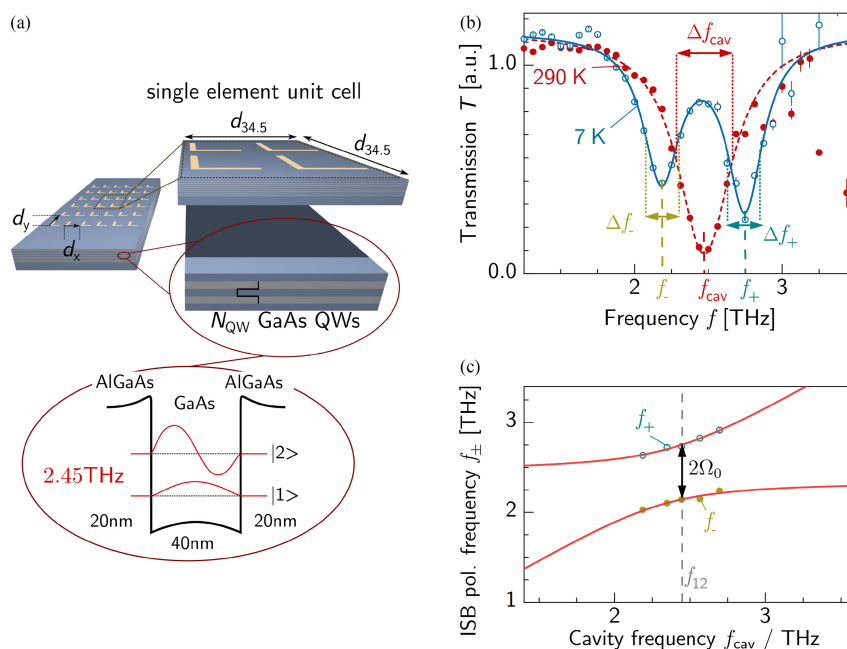 (a)
single element unit cell
d34.5
d34.5
dy
dx
NQW GaAs QWs
AlGaAs
AlGaAs
GaAs
2.45THz
|2>
|1>
20nm
20nm
40nm
(b)
Transmission T [a.u.]
1.0
0.0
Δfcav
290 K
7 K
Δf-
Δf+
2
f-
fcav
f+
3
Frequency f [THz]
(c)
ISB pol. frequency f± [THz]
3
2
1
f+
2Ω0
f-
f12
2
3
Cavity frequency fcav / THz